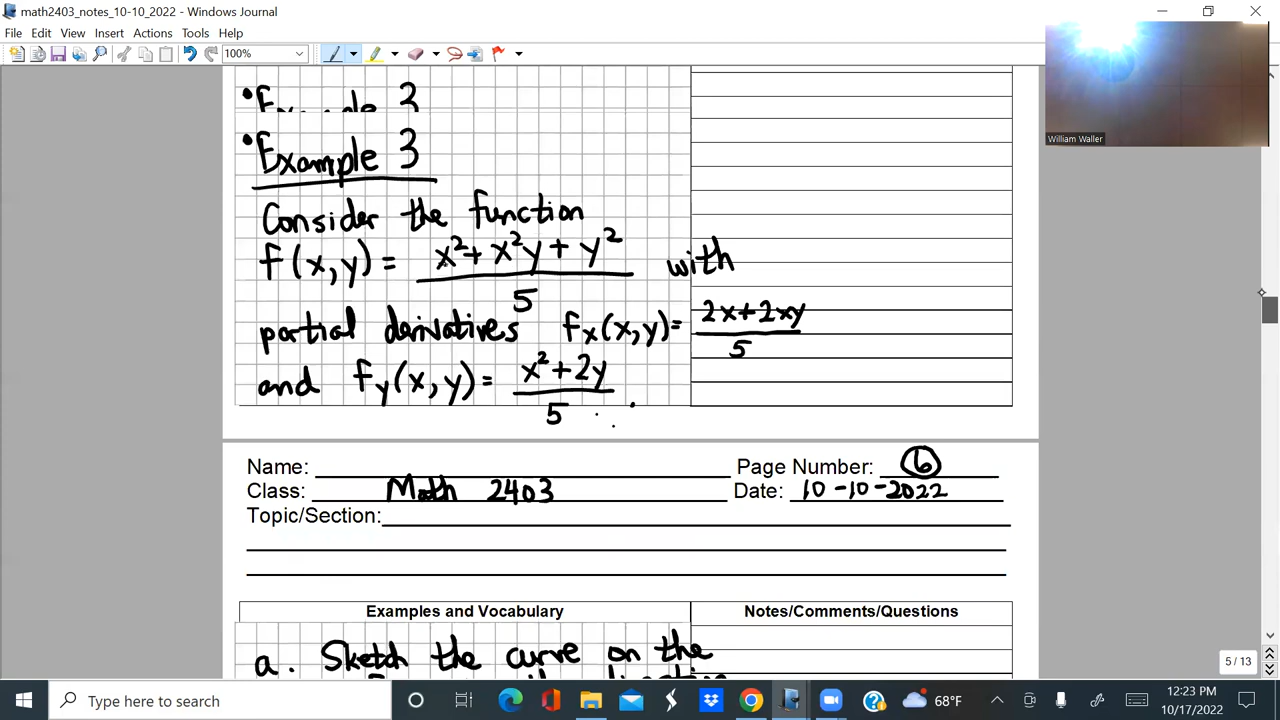 math2403_notes_10-10_2022 - Windows Journal
File Edit View Insert Actions Tools Help
100%
William Waller
•Example 3
Consider the function
f(x,y) = x²+ x²y + y² / 5 with
partial derivatives fx(x,y) = 2x+2xy / 5
and fy(x,y) = x²+2y / 5 .
Name:
Page Number: 6
Class: Math 2403
Date: 10-10-2022
Topic/Section:
Examples and Vocabulary
Notes/Comments/Questions
a. Sketch the curve on the
5 / 13
Type here to search
68°F
12:23 PM
10/17/2022